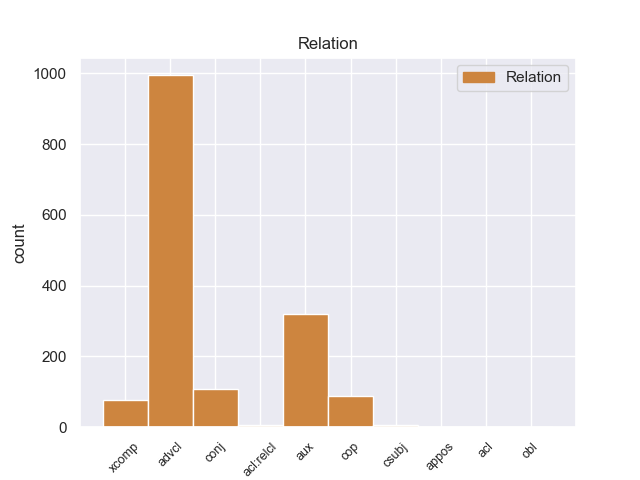 Relation
1000
800
600
400
200
0
count
Relation
xcomp
advcl
conj
acl:relcl
aux
cop
csubj
appos
acl
obl